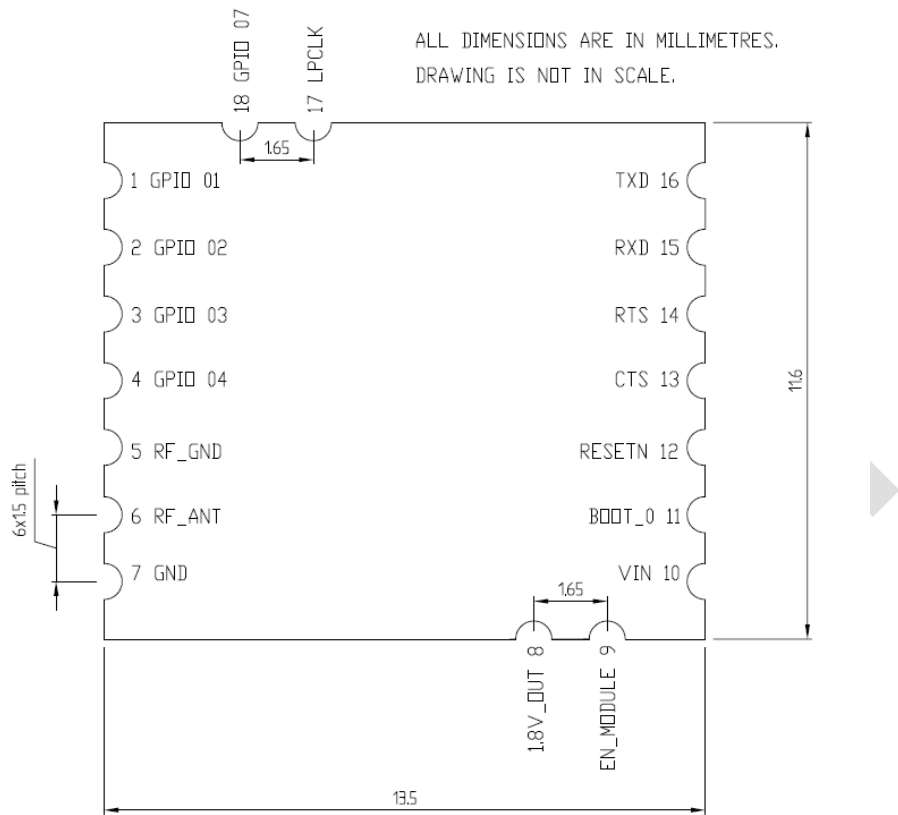 ALL DIMENSIONS ARE IN MILLIMETRES.
DRAWING IS NOT IN SCALE.
18 GPIO 07
17 LPCLK
1.65
1 GPIO 01
TXD 16
2 GPIO 02
RXD 15
3 GPIO 03
RTS 14
4 GPIO 04
CTS 13
11.6
5 RF_GND
RESETN 12
6x1.5 pitch
6 RF_ANT
BOOT_0 11
7 GND
VIN 10
1.65
1.8V_OUT 8
EN_MODULE 9
13.5